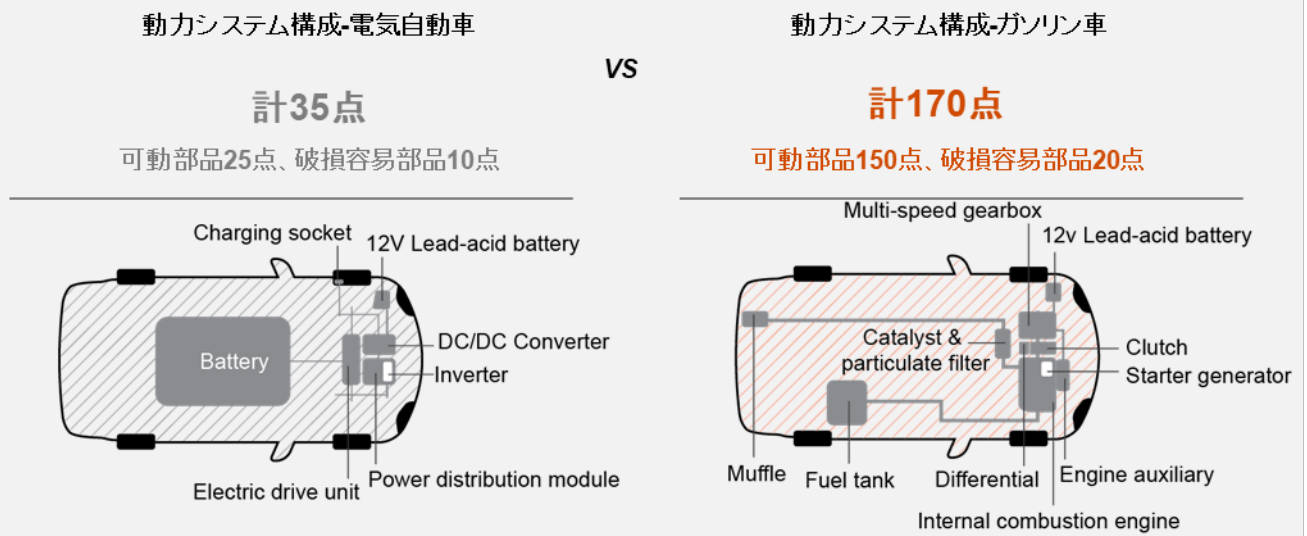 動力システム構成-電気自動車
VS
動力システム構成-ガソリン車
計35点
可動部品25点、破損容易部品10点
計170点
可動部品150点、破損容易部品20点
Charging socket
12V Lead-acid battery
Battery
DC/DC Converter
Inverter
Electric drive unit
Power distribution module
Multi-speed gearbox
12v Lead-acid battery
Catalyst &
particulate filter
Clutch
Starter generator
Muffle
Fuel tank
Differential
Engine auxiliary
Internal combustion engine